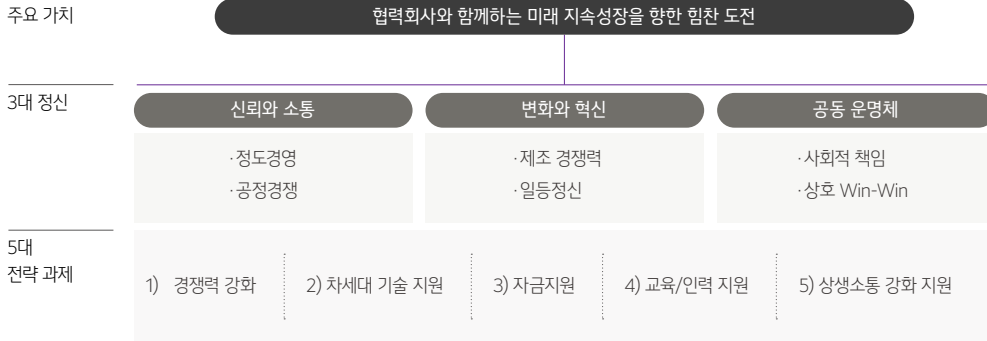 주요 가치
협력회사와 함께하는 미래 지속성장을 향한 힘찬 도전
3대 정신
신뢰와 소통
변화와 혁신
공동 운명체
·정도경영
·공정경쟁
·제조 경쟁력
·일등정신
·사회적 책임
·상호 Win-Win
5대
전략 과제
1) 경쟁력 강화
2) 차세대 기술 지원
3) 자금지원
4) 교육/인력 지원
5) 상생소통 강화 지원